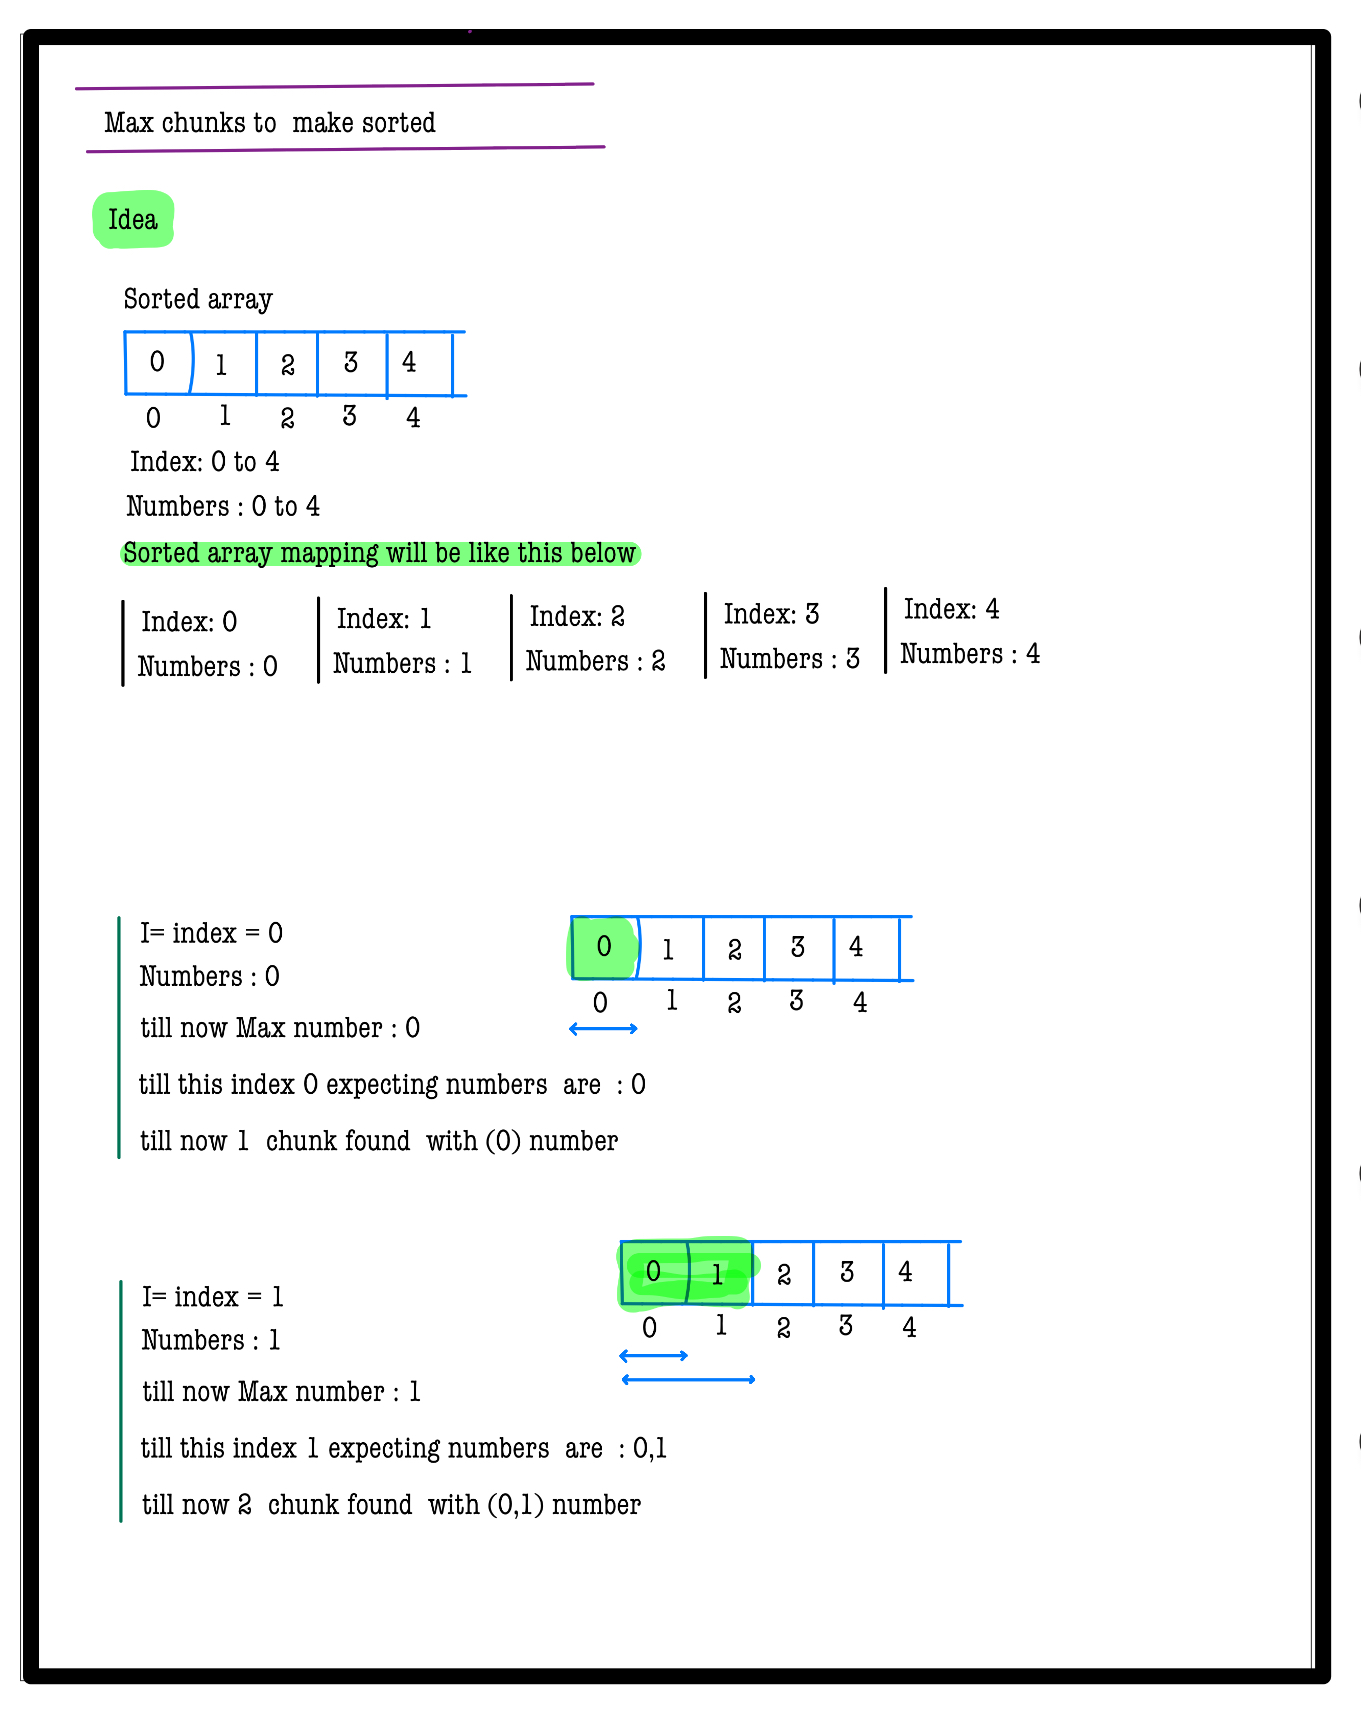 Max chunks to make sorted
Idea
Sorted array
0 1 2 3 4
0 1 2 3 4
Index: 0 to 4
Numbers : 0 to 4
Sorted array mapping will be like this below
Index: 0
Numbers : 0
Index: 1
Numbers : 1
Index: 2
Numbers : 2
Index: 3
Numbers : 3
Index: 4
Numbers : 4
I= index = 0
Numbers : 0
till now Max number : 0
till this index 0 expecting numbers are : 0
till now 1 chunk found with (0) number
0 1 2 3 4
0 1 2 3 4
I= index = 1
Numbers : 1
till now Max number : 1
till this index 1 expecting numbers are : 0,1
till now 2 chunk found with (0,1) number
0 1 2 3 4
0 1 2 3 4